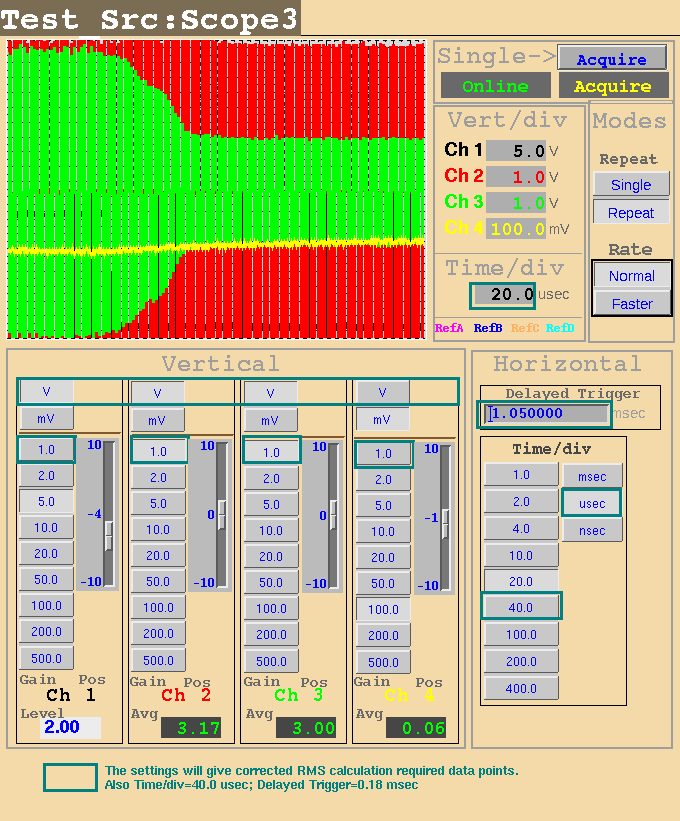 Test Src:Scope3
Single-> Acquire
Online Acquire
Vert/div
Ch 1 5.0 V
Ch 2 1.0 V
Ch 3 1.0 V
Ch 4 100.0 mV
Time/div
20.0 usec
RefA RefB RefC RefD
Modes
Repeat
Single
Repeat
Rate
Normal
Faster
Vertical
V
mV
1.0
2.0
5.0
10.0
20.0
50.0
100.0
200.0
500.0
10
-4
-10
Gain Pos
Ch 1
Level
2.00
V
mV
1.0
2.0
5.0
10.0
20.0
50.0
100.0
200.0
500.0
10
0
-10
Gain Pos
Ch 2
Avg
3.17
V
mV
1.0
2.0
5.0
10.0
20.0
50.0
100.0
200.0
500.0
10
0
-10
Gain Pos
Ch 3
Avg
3.00
V
mV
1.0
2.0
5.0
10.0
20.0
50.0
100.0
200.0
500.0
10
-1
-10
Gain Pos
Ch 4
Avg
0.06
Horizontal
Delayed Trigger
1.050000 msec
Time/div
1.0 msec
2.0 usec
4.0 nsec
10.0
20.0
40.0
100.0
200.0
400.0
The settings will give corrected RMS calculation required data points.
Also Time/div=40.0 usec; Delayed Trigger=0.18 msec